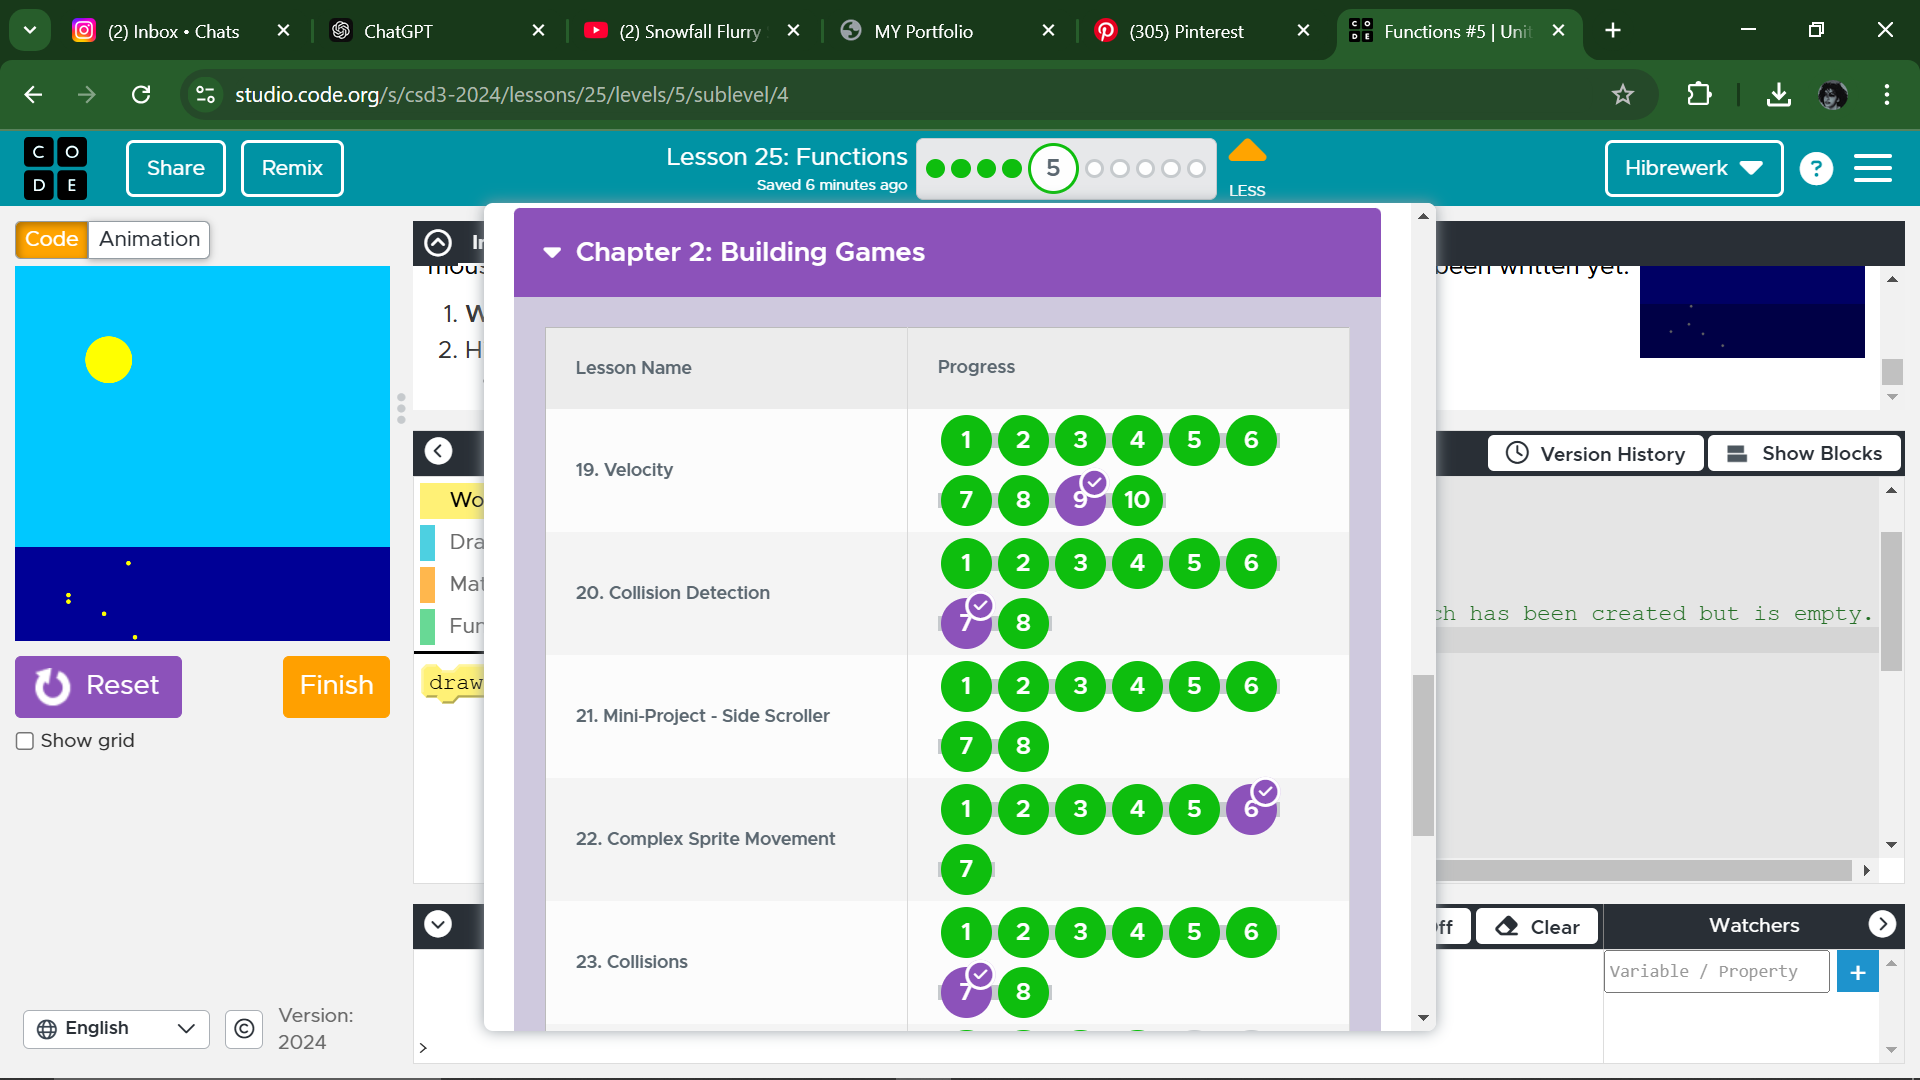 (2) Inbox • Chats
ChatGPT
(2) Snowfall Flurry
MY Portfolio
(305) Pinterest
Functions #5 | Unit
studio.code.org/s/csd3-2024/lessons/25/levels/5/sublevel/4
C O
D E
Share
Remix
Lesson 25: Functions
Saved 6 minutes ago
5
LESS
Hibrewerk
?
Code
Animation
In
Chapter 2: Building Games
mous
been written yet.
1. W
2. H
Lesson Name
Progress
19. Velocity
1 2 3 4 5 6
7 8 9 10
Version History
Show Blocks
Wo
Dra
Mat
Fun
draw
20. Collision Detection
1 2 3 4 5 6
7 8
ch has been created but is empty.
Reset
Finish
Show grid
21. Mini-Project - Side Scroller
1 2 3 4 5 6
7 8
22. Complex Sprite Movement
1 2 3 4 5 6
7
23. Collisions
1 2 3 4 5 6
7 8
ff
Clear
Watchers
Variable / Property
+
English
©
Version:
2024
>